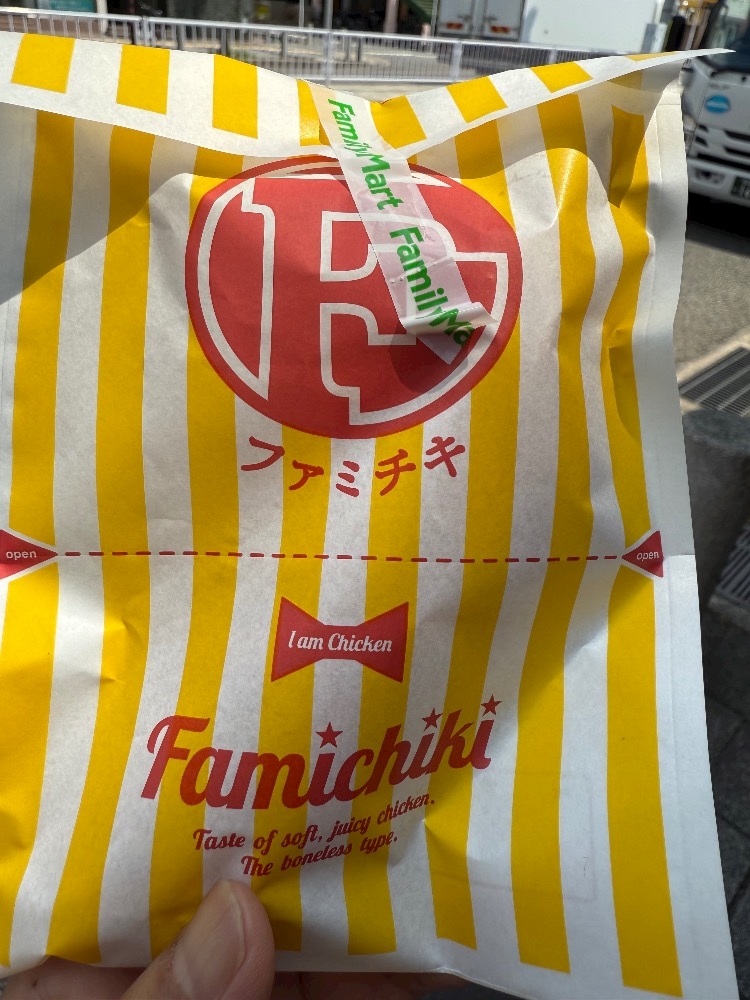 FamilyMart FamilyMa
F
ファミチキ
open open
I am Chicken
Famichiki
Taste of soft, juicy chicken.
The boneless type.